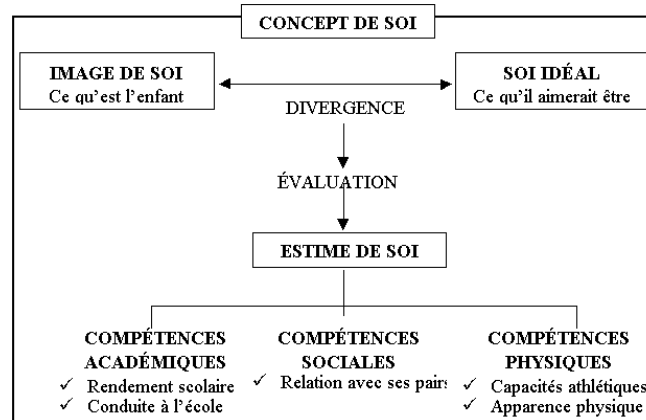 CONCEPT DE SOI
IMAGE DE SOI
Ce qu'est l'enfant
SOI IDÉAL
Ce qu'il aimerait être
DIVERGENCE
ÉVALUATION
ESTIME DE SOI
COMPÉTENCES
ACADÉMIQUES
✓ Rendement scolaire
✓ Conduite à l'école
COMPÉTENCES
SOCIALES
✓ Relation avec ses pairs
COMPÉTENCES
PHYSIQUES
✓ Capacités athlétiques
✓ Apparence physique